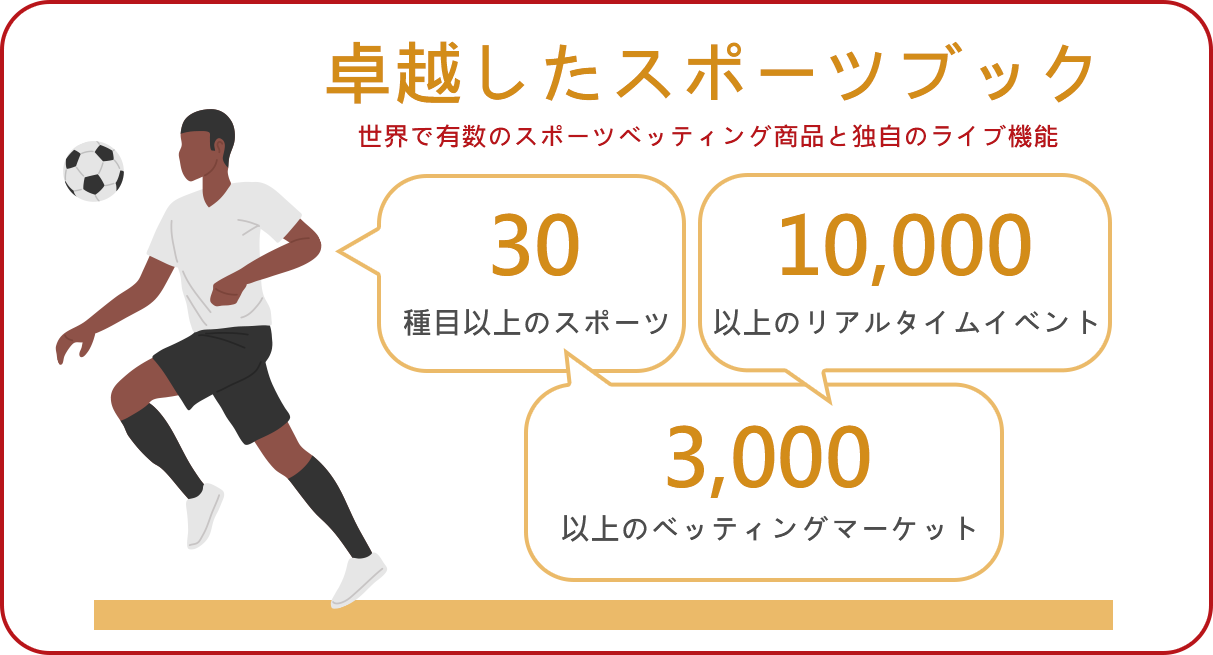 卓越したスポーツブック
世界で有数のスポーツベッティング商品と独自のライブ機能
30
種目以上のスポーツ
10,000
以上のリアルタイムイベント
3,000
以上のベッティングマーケット